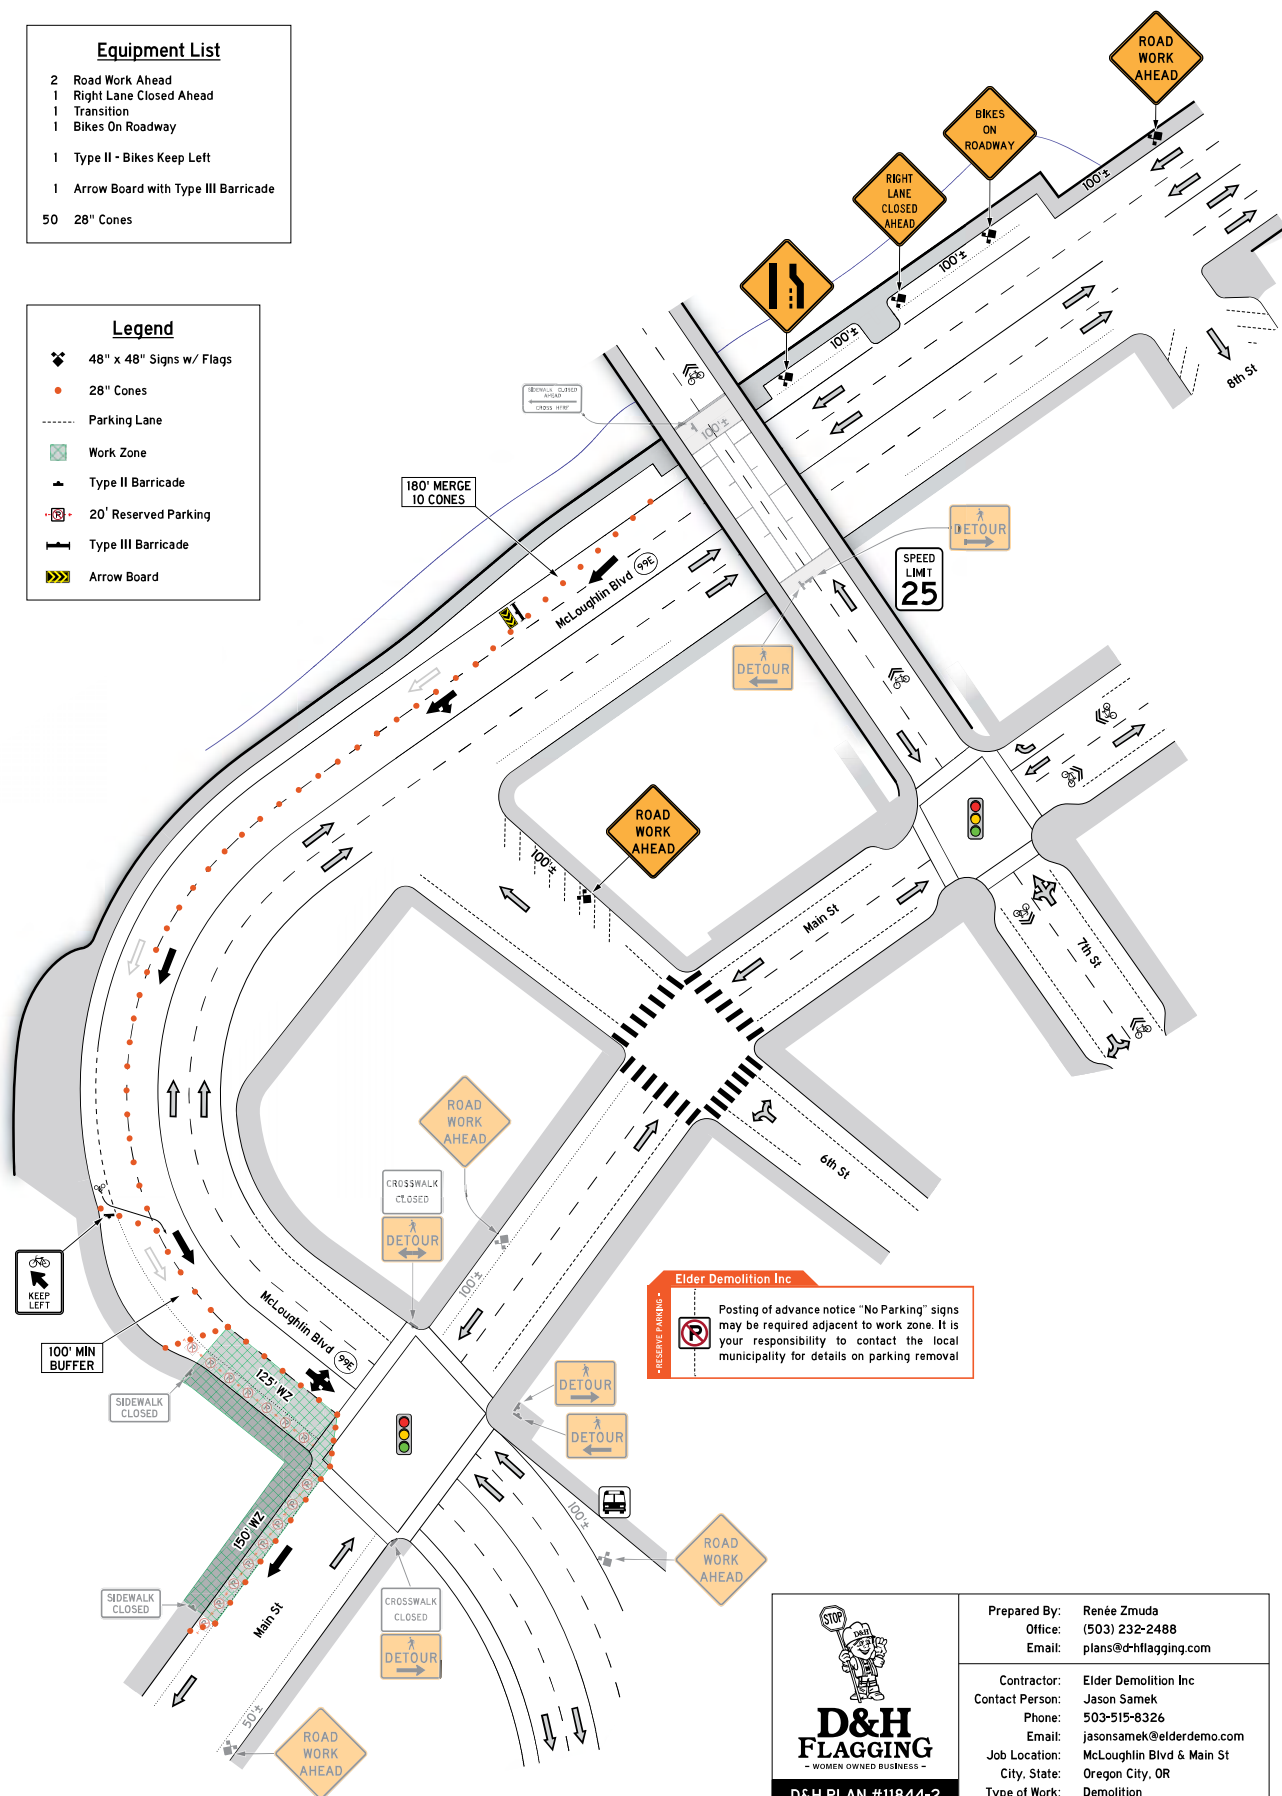 Equipment List
2 Road Work Ahead
1 Right Lane Closed Ahead
1 Transition
1 Bikes On Roadway
1 Type II - Bikes Keep Left
1 Arrow Board with Type III Barricade
50 28" Cones
Legend
48" x 48" Signs w/ Flags
28" Cones
Parking Lane
Work Zone
Type II Barricade
20' Reserved Parking
Type III Barricade
Arrow Board
ROAD
WORK
AHEAD
BIKES
ON
ROADWAY
RIGHT
LANE
CLOSED
AHEAD
100'±
100'±
100'±
8th St
SIDEWALK CLOSED
AHEAD
CROSS HERE
100'±
180' MERGE
10 CONES
McLoughlin Blvd 99E
DETOUR
SPEED
LIMIT
25
DETOUR
ROAD
WORK
AHEAD
100'±
Main St
7th St
6th St
ROAD
WORK
AHEAD
CROSSWALK
CLOSED
DETOUR
100'±
KEEP
LEFT
McLoughlin Blvd 99E
100' MIN
BUFFER
125' WZ
SIDEWALK
CLOSED
Elder Demolition Inc
RESERVE PARKING
Posting of advance notice "No Parking" signs
may be required adjacent to work zone. It is
your responsibility to contact the local
municipality for details on parking removal
DETOUR
DETOUR
100'±
ROAD
WORK
AHEAD
150' WZ
SIDEWALK
CLOSED
Main St
CROSSWALK
CLOSED
DETOUR
50'±
ROAD
WORK
AHEAD
STOP
D&H
D&H
FLAGGING
- WOMEN OWNED BUSINESS -
D&H PLAN #11844-2
Prepared By: Renée Zmuda
Office: (503) 232-2488
Email: plans@d-hflagging.com
Contractor: Elder Demolition Inc
Contact Person: Jason Samek
Phone: 503-515-8326
Email: jasonsamek@elderdemo.com
Job Location: McLoughlin Blvd & Main St
City, State: Oregon City, OR
Type of Work: Demolition